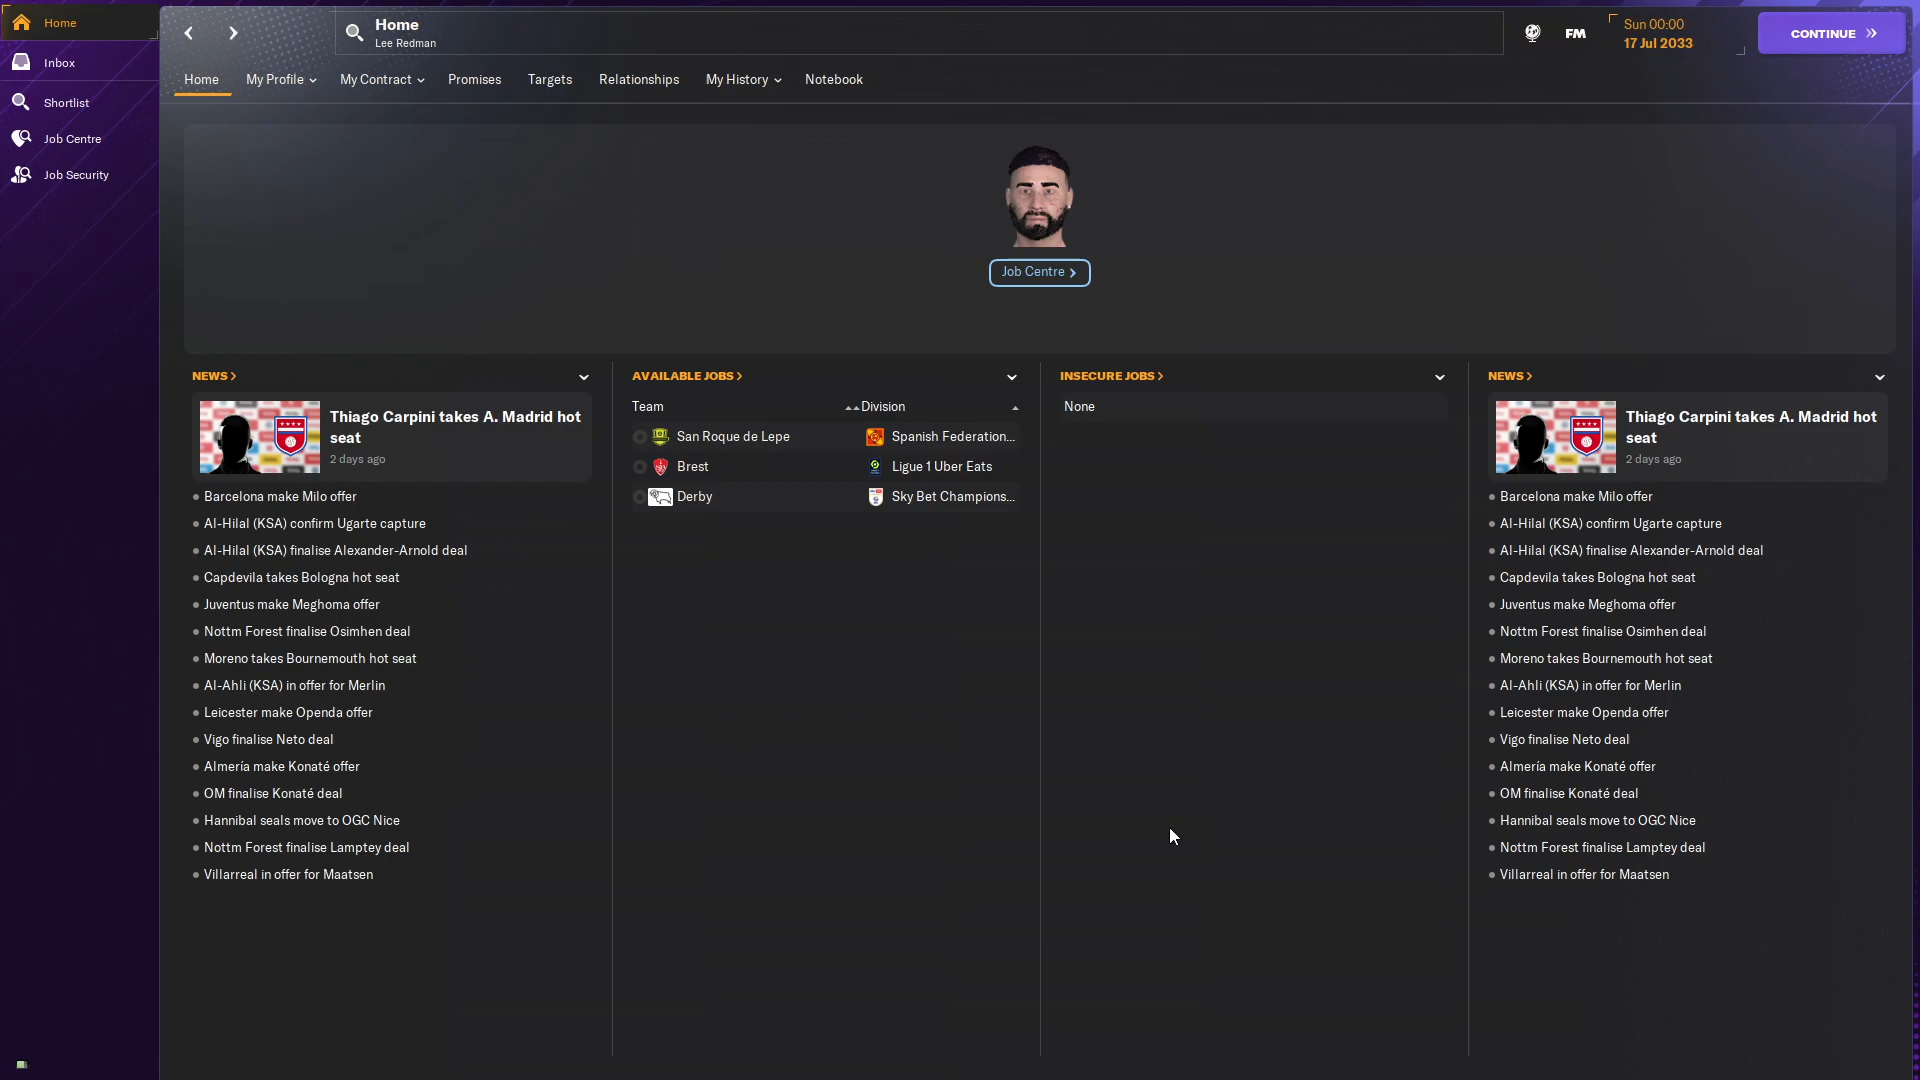 Home
Inbox
Shortlist
Job Centre
Job Security
Home
Lee Redman
FM
Sun 00:00
17 Jul 2033
CONTINUE
Home
My Profile
My Contract
Promises
Targets
Relationships
My History
Notebook
Job Centre
NEWS
Thiago Carpini takes A. Madrid hot
seat
2 days ago
Barcelona make Milo offer
Al-Hilal (KSA) confirm Ugarte capture
Al-Hilal (KSA) finalise Alexander-Arnold deal
Capdevila takes Bologna hot seat
Juventus make Meghoma offer
Nottm Forest finalise Osimhen deal
Moreno takes Bournemouth hot seat
Al-Ahli (KSA) in offer for Merlin
Leicester make Openda offer
Vigo finalise Neto deal
Almería make Konaté offer
OM finalise Konaté deal
Hannibal seals move to OGC Nice
Nottm Forest finalise Lamptey deal
Villarreal in offer for Maatsen
AVAILABLE JOBS
Team
Division
San Roque de Lepe
Spanish Federation...
Brest
Ligue 1 Uber Eats
Derby
Sky Bet Champions...
INSECURE JOBS
None
NEWS
Thiago Carpini takes A. Madrid hot
seat
2 days ago
Barcelona make Milo offer
Al-Hilal (KSA) confirm Ugarte capture
Al-Hilal (KSA) finalise Alexander-Arnold deal
Capdevila takes Bologna hot seat
Juventus make Meghoma offer
Nottm Forest finalise Osimhen deal
Moreno takes Bournemouth hot seat
Al-Ahli (KSA) in offer for Merlin
Leicester make Openda offer
Vigo finalise Neto deal
Almería make Konaté offer
OM finalise Konaté deal
Hannibal seals move to OGC Nice
Nottm Forest finalise Lamptey deal
Villarreal in offer for Maatsen